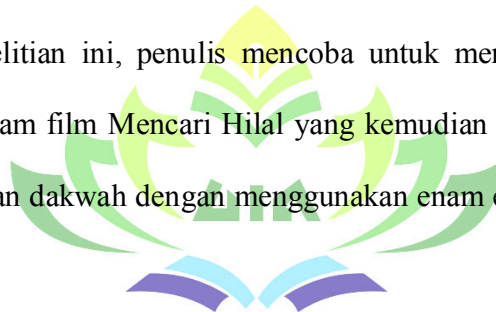 elitian ini, penulis mencoba untuk mer
am film Mencari Hilal yang kemudian
an dakwah dengan menggunakan enam